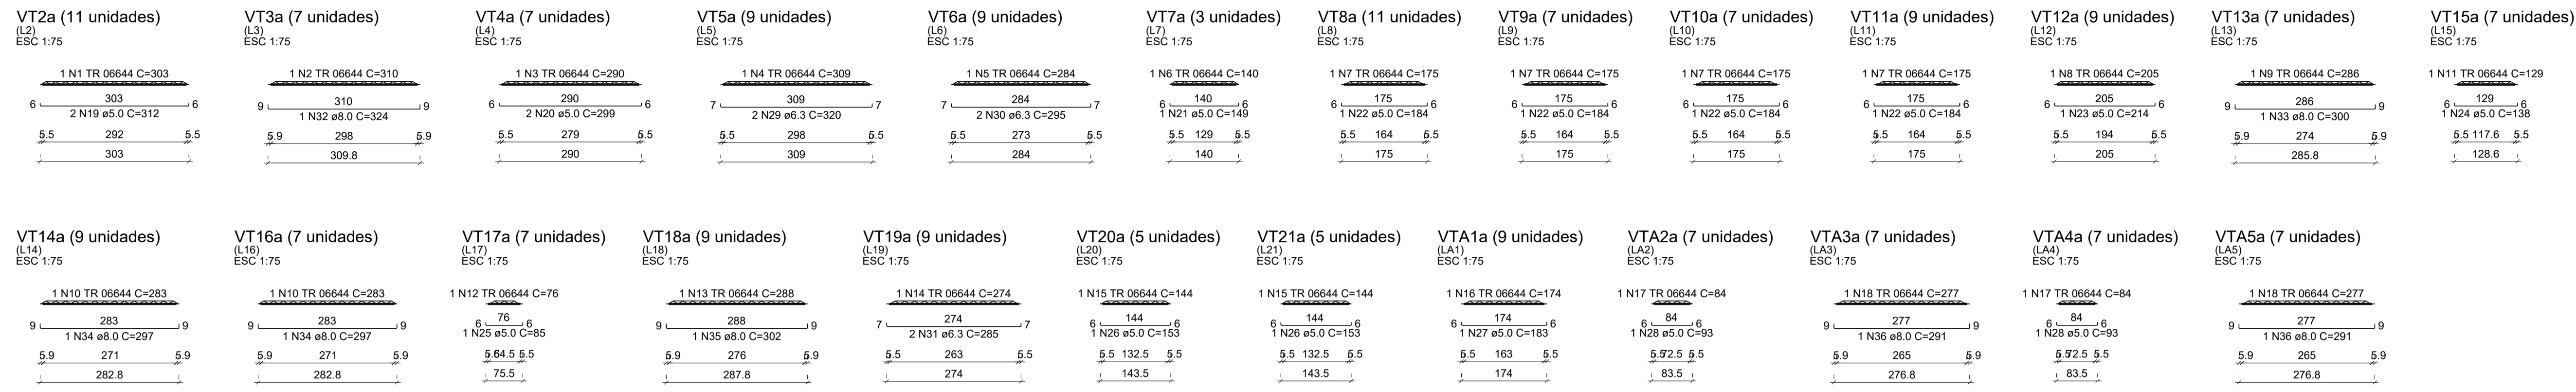 VT2a (11 unidades)
(L2)
ESC 1:75
1 N1 TR 06644 C=303
303
6 6
2 N19 ø5.0 C=312
5.5 292 5.5
303
VT3a (7 unidades)
(L3)
ESC 1:75
1 N2 TR 06644 C=310
310
9 9
1 N32 ø8.0 C=324
5.9 298 5.9
309.8
VT4a (7 unidades)
(L4)
ESC 1:75
1 N3 TR 06644 C=290
290
6 6
2 N20 ø5.0 C=299
5.5 279 5.5
290
VT5a (9 unidades)
(L5)
ESC 1:75
1 N4 TR 06644 C=309
309
7 7
2 N29 ø6.3 C=320
5.5 298 5.5
309
VT6a (9 unidades)
(L6)
ESC 1:75
1 N5 TR 06644 C=284
284
7 7
2 N30 ø6.3 C=295
5.5 273 5.5
284
VT7a (3 unidades)
(L7)
ESC 1:75
1 N6 TR 06644 C=140
140
6 6
1 N21 ø5.0 C=149
5.5 129 5.5
140
VT8a (11 unidades)
(L8)
ESC 1:75
1 N7 TR 06644 C=175
175
6 6
1 N22 ø5.0 C=184
5.5 164 5.5
175
VT9a (7 unidades)
(L9)
ESC 1:75
1 N7 TR 06644 C=175
175
6 6
1 N22 ø5.0 C=184
5.5 164 5.5
175
VT10a (7 unidades)
(L10)
ESC 1:75
1 N7 TR 06644 C=175
175
6 6
1 N22 ø5.0 C=184
5.5 164 5.5
175
VT11a (9 unidades)
(L11)
ESC 1:75
1 N7 TR 06644 C=175
175
6 6
1 N22 ø5.0 C=184
5.5 164 5.5
175
VT12a (9 unidades)
(L12)
ESC 1:75
1 N8 TR 06644 C=205
205
6 6
1 N23 ø5.0 C=214
5.5 194 5.5
205
VT13a (7 unidades)
(L13)
ESC 1:75
1 N9 TR 06644 C=286
286
9 9
1 N33 ø8.0 C=300
5.9 274 5.9
285.8
VT15a (7 unidades)
(L15)
ESC 1:75
1 N11 TR 06644 C=129
129
6 6
1 N24 ø5.0 C=138
5.5 117.6 5.5
128.6
VT14a (9 unidades)
(L14)
ESC 1:75
1 N10 TR 06644 C=283
283
9 9
1 N34 ø8.0 C=297
5.9 271 5.9
282.8
VT16a (7 unidades)
(L16)
ESC 1:75
1 N10 TR 06644 C=283
283
9 9
1 N34 ø8.0 C=297
5.9 271 5.9
282.8
VT17a (7 unidades)
(L17)
ESC 1:75
1 N12 TR 06644 C=76
76
6 6
1 N25 ø5.0 C=85
5.5 64.5 5.5
75.5
VT18a (9 unidades)
(L18)
ESC 1:75
1 N13 TR 06644 C=288
288
9 9
1 N35 ø8.0 C=302
5.9 276 5.9
287.8
VT19a (9 unidades)
(L19)
ESC 1:75
1 N14 TR 06644 C=274
274
7 7
2 N31 ø6.3 C=285
5.5 263 5.5
274
VT20a (5 unidades)
(L20)
ESC 1:75
1 N15 TR 06644 C=144
144
6 6
1 N26 ø5.0 C=153
5.5 132.5 5.5
143.5
VT21a (5 unidades)
(L21)
ESC 1:75
1 N15 TR 06644 C=144
144
6 6
1 N26 ø5.0 C=153
5.5 132.5 5.5
143.5
VTA1a (9 unidades)
(LA1)
ESC 1:75
1 N16 TR 06644 C=174
174
6 6
1 N27 ø5.0 C=183
5.5 163 5.5
174
VTA2a (7 unidades)
(LA2)
ESC 1:75
1 N17 TR 06644 C=84
84
6 6
1 N28 ø5.0 C=93
5.5 72.5 5.5
83.5
VTA3a (7 unidades)
(LA3)
ESC 1:75
1 N18 TR 06644 C=277
277
9 9
1 N36 ø8.0 C=291
5.9 265 5.9
276.8
VTA4a (7 unidades)
(LA4)
ESC 1:75
1 N17 TR 06644 C=84
84
6 6
1 N28 ø5.0 C=93
5.5 72.5 5.5
83.5
VTA5a (7 unidades)
(LA5)
ESC 1:75
1 N18 TR 06644 C=277
277
9 9
1 N36 ø8.0 C=291
5.9 265 5.9
276.8